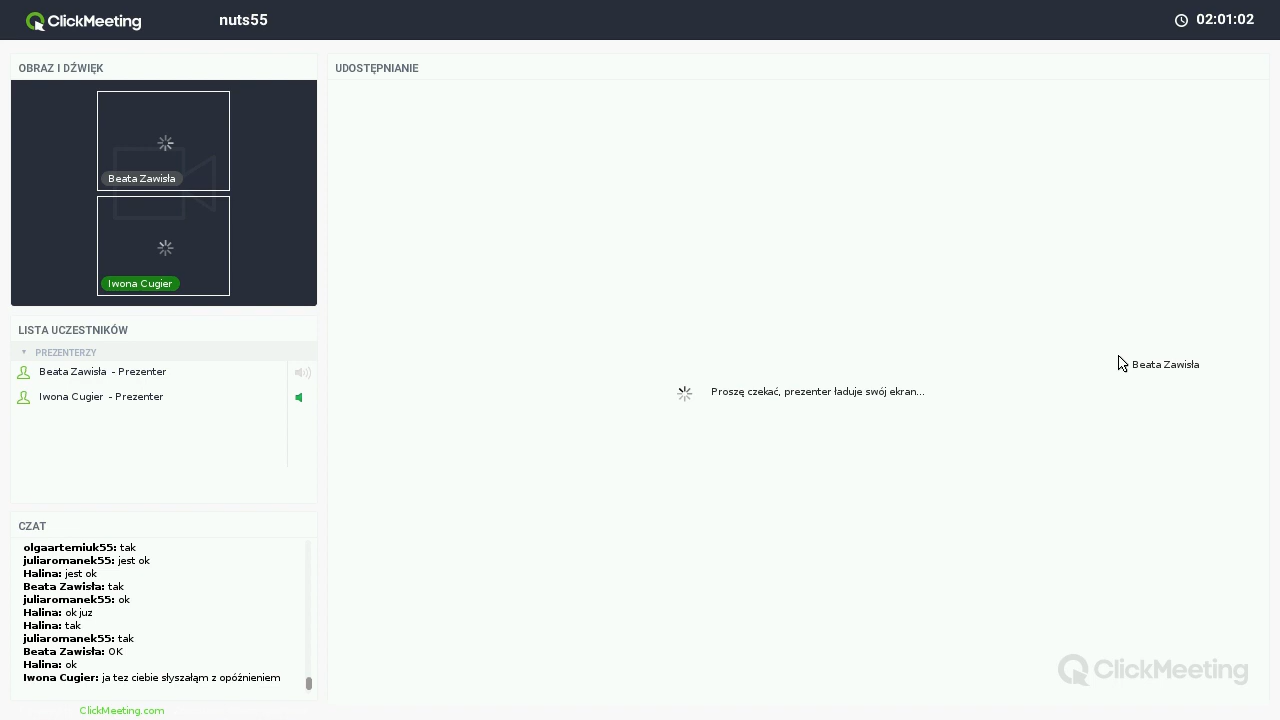 ClickMeeting
nuts55
02:01:02
OBRAZ I DŹWIĘK
Beata Zawisła
Iwona Cugier
LISTA UCZESTNIKÓW
PREZENTERZY
Beata Zawisła - Prezenter
Iwona Cugier - Prezenter
CZAT
olgaartemiuk55: tak
juliaromanek55: jest ok
Halina: jest ok
Beata Zawisła: tak
juliaromanek55: ok
Halina: ok juz
Halina: tak
juliaromanek55: tak
Beata Zawisła: OK
Halina: ok
Iwona Cugier: ja tez ciebie słyszałąm z opóźnieniem
ClickMeeting.com
UDOSTĘPNIANIE
Beata Zawisła
Proszę czekać, prezenter ładuje swój ekran...
ClickMeeting